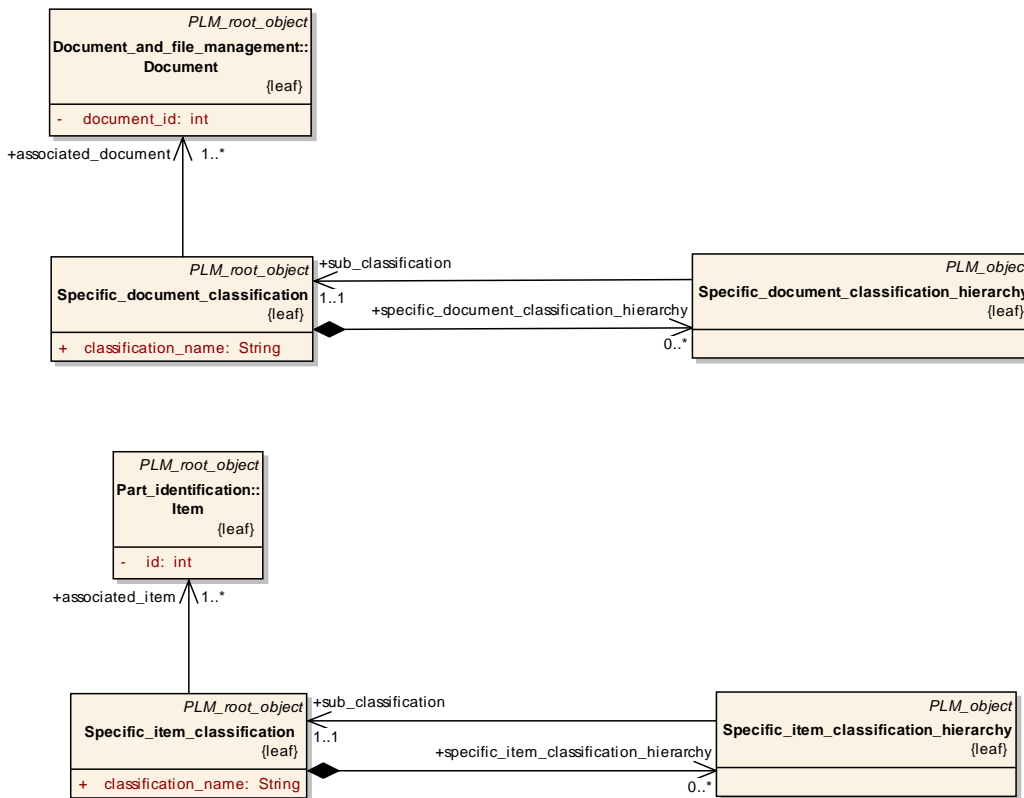 PLM_root_object
Document_and_file_management::
Document
{leaf}
- document_id: int
+associated_document 1..*
PLM_root_object
Specific_document_classification
{leaf}
+ classification_name: String
+sub_classification
1..1
+specific_document_classification_hierarchy
0..*
PLM_objec
Specific_document_classification_hierarchy
{leaf}
PLM_root_object
Part_identification::
Item
{leaf}
- id: int
+associated_item 1..*
PLM_root_object
Specific_item_classification
{leaf}
+ classification_name: String
+sub_classification
1..1
+specific_item_classification_hierarchy
0..*
PLM_object
Specific_item_classification_hierarchy
{leaf}